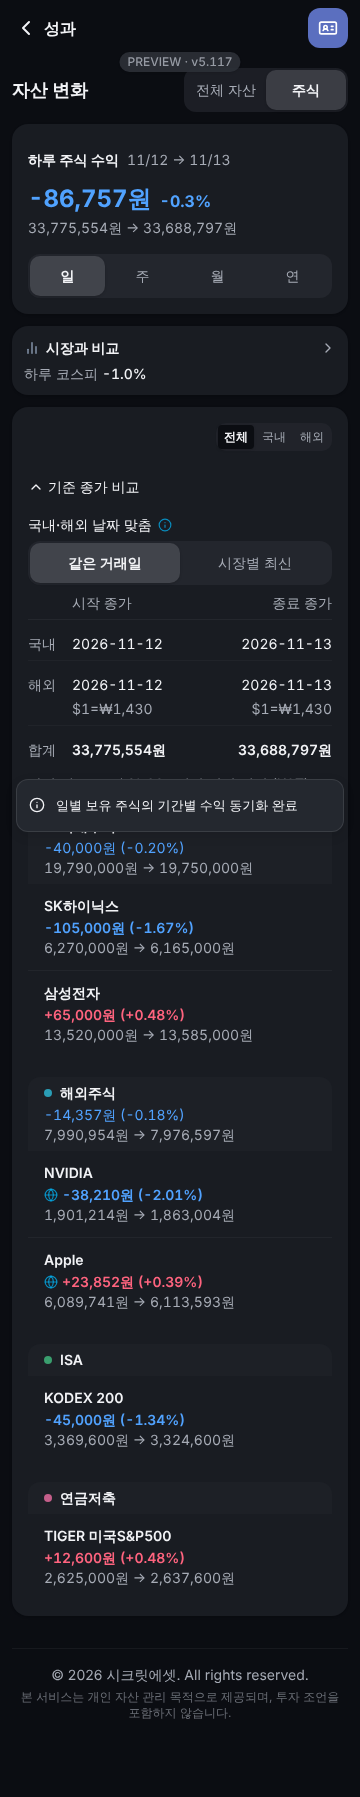 성과
PREVIEW · v5.117
자산 변화
전체 자산 주식
하루 주식 수익 11/12 → 11/13
-86,757원 -0.3%
33,775,554원 → 33,688,797원
일 주 월 연
시장과 비교
하루 코스피 -1.0%
전체 국내 해외
기준 종가 비교
국내·해외 날짜 맞춤
같은 거래일 시장별 최신
시작 종가 종료 종가
국내 2026-11-12 2026-11-13
해외 2026-11-12 2026-11-13
$1=₩1,430 $1=₩1,430
합계 33,775,554원 33,688,797원
일별 보유 주식의 기간별 수익 동기화 완료
-40,000원 (-0.20%)
19,790,000원 → 19,750,000원
SK하이닉스
-105,000원 (-1.67%)
6,270,000원 → 6,165,000원
삼성전자
+65,000원 (+0.48%)
13,520,000원 → 13,585,000원
해외주식
-14,357원 (-0.18%)
7,990,954원 → 7,976,597원
NVIDIA
-38,210원 (-2.01%)
1,901,214원 → 1,863,004원
Apple
+23,852원 (+0.39%)
6,089,741원 → 6,113,593원
ISA
KODEX 200
-45,000원 (-1.34%)
3,369,600원 → 3,324,600원
연금저축
TIGER 미국S&P500
+12,600원 (+0.48%)
2,625,000원 → 2,637,600원
© 2026 시크릿에셋. All rights reserved.
본 서비스는 개인 자산 관리 목적으로 제공되며, 투자 조언을
포함하지 않습니다.